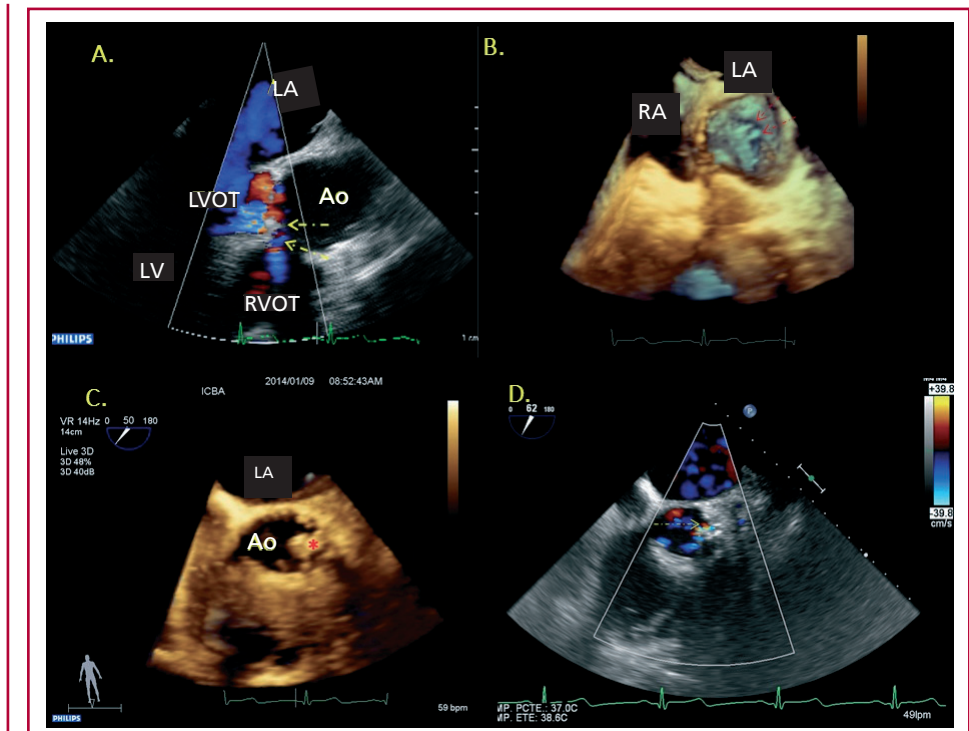 A.
LA
LVOT
Ao
LV
RVOT
PHILIPS
1 cm
B.
LA
RA
ICBA
2014/01/09 08:52:43AM
C.
VR 14Hz
14cm
0 50 180
Live 3D
3D 48%
3D 40dB
LA
Ao
*
59 bpm
PHILIPS
D.
0 62 180
P
+39.8
-39.8
cm/s
MP. PCTE.: 37.0C
MP. ETE: 38.6C
49lpm